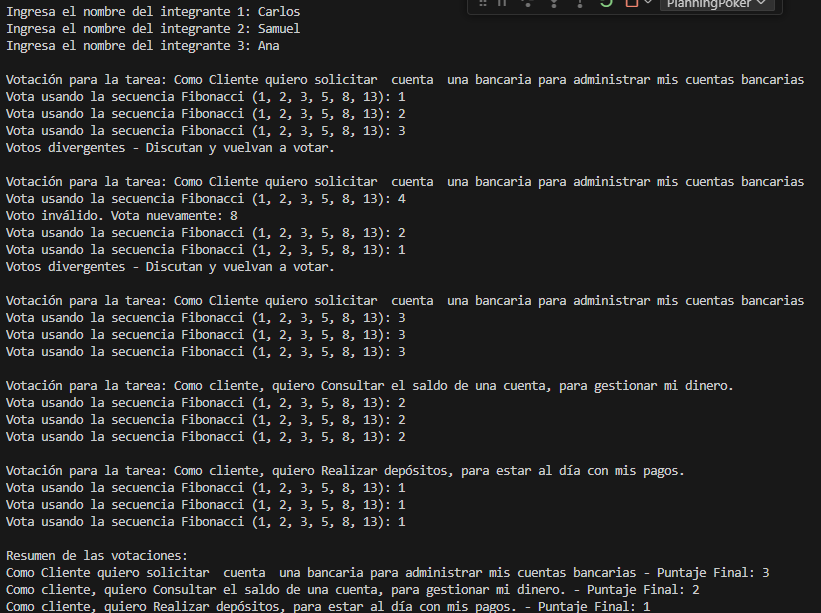 PlanningPoker
Ingresa el nombre del integrante 1: Carlos
Ingresa el nombre del integrante 2: Samuel
Ingresa el nombre del integrante 3: Ana
Votación para la tarea: Como Cliente quiero solicitar  cuenta  una bancaria para administrar mis cuentas bancarias
Vota usando la secuencia Fibonacci (1, 2, 3, 5, 8, 13): 1
Vota usando la secuencia Fibonacci (1, 2, 3, 5, 8, 13): 2
Vota usando la secuencia Fibonacci (1, 2, 3, 5, 8, 13): 3
Votos divergentes - Discutan y vuelvan a votar.
Votación para la tarea: Como Cliente quiero solicitar  cuenta  una bancaria para administrar mis cuentas bancarias
Vota usando la secuencia Fibonacci (1, 2, 3, 5, 8, 13): 4
Voto inválido. Vota nuevamente: 8
Vota usando la secuencia Fibonacci (1, 2, 3, 5, 8, 13): 2
Vota usando la secuencia Fibonacci (1, 2, 3, 5, 8, 13): 1
Votos divergentes - Discutan y vuelvan a votar.
Votación para la tarea: Como Cliente quiero solicitar  cuenta  una bancaria para administrar mis cuentas bancarias
Vota usando la secuencia Fibonacci (1, 2, 3, 5, 8, 13): 3
Vota usando la secuencia Fibonacci (1, 2, 3, 5, 8, 13): 3
Vota usando la secuencia Fibonacci (1, 2, 3, 5, 8, 13): 3
Votación para la tarea: Como cliente, quiero Consultar el saldo de una cuenta, para gestionar mi dinero.
Vota usando la secuencia Fibonacci (1, 2, 3, 5, 8, 13): 2
Vota usando la secuencia Fibonacci (1, 2, 3, 5, 8, 13): 2
Vota usando la secuencia Fibonacci (1, 2, 3, 5, 8, 13): 2
Votación para la tarea: Como cliente, quiero Realizar depósitos, para estar al día con mis pagos.
Vota usando la secuencia Fibonacci (1, 2, 3, 5, 8, 13): 1
Vota usando la secuencia Fibonacci (1, 2, 3, 5, 8, 13): 1
Vota usando la secuencia Fibonacci (1, 2, 3, 5, 8, 13): 1
Resumen de las votaciones:
Como Cliente quiero solicitar  cuenta  una bancaria para administrar mis cuentas bancarias - Puntaje Final: 3
Como cliente, quiero Consultar el saldo de una cuenta, para gestionar mi dinero. - Puntaje Final: 2
Como cliente, quiero Realizar depósitos, para estar al día con mis pagos. - Puntaje Final: 1